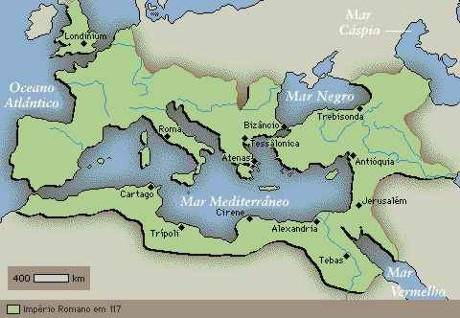 Mar
Cáspio
Londinium
Oceano
Atlântico
Mar Negro
Roma
Bizâncio
Trebisonda
Tessálonica
Atenas
Antióquia
Cartago
Mar Mediterrâneo
Cirene
Jerusalém
Trípoli
Alexandria
Tebas
Mar
Vermelho
400 km
Império Romano em 117